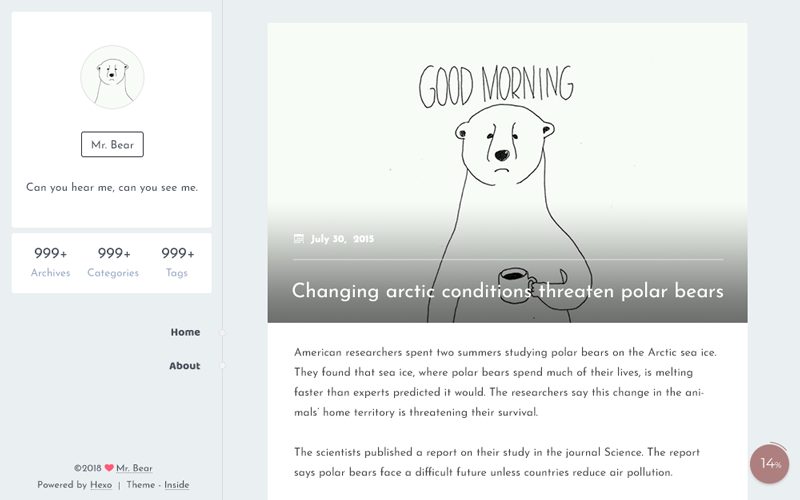 Mr. Bear
Can you hear me, can you see me.
999+ 999+ 999+
Archives Categories Tags
Home
About
©2018 Mr. Bear
Powered by Hexo | Theme - Inside
GOOD MORNING
July 30, 2015
Changing arctic conditions threaten polar bears
American researchers spent two summers studying polar bears on the Arctic sea ice.
They found that sea ice, where polar bears spend much of their lives, is melting
faster than experts predicted it would. The researchers say this change in the ani-
mals' home territory is threatening their survival.
The scientists published a report on their study in the journal Science. The report
says polar bears face a difficult future unless countries reduce air pollution.
14%